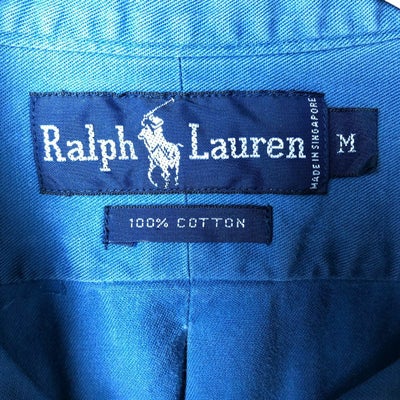 Ralph Lauren
MADE IN SINGAPORE
M
100% COTTON